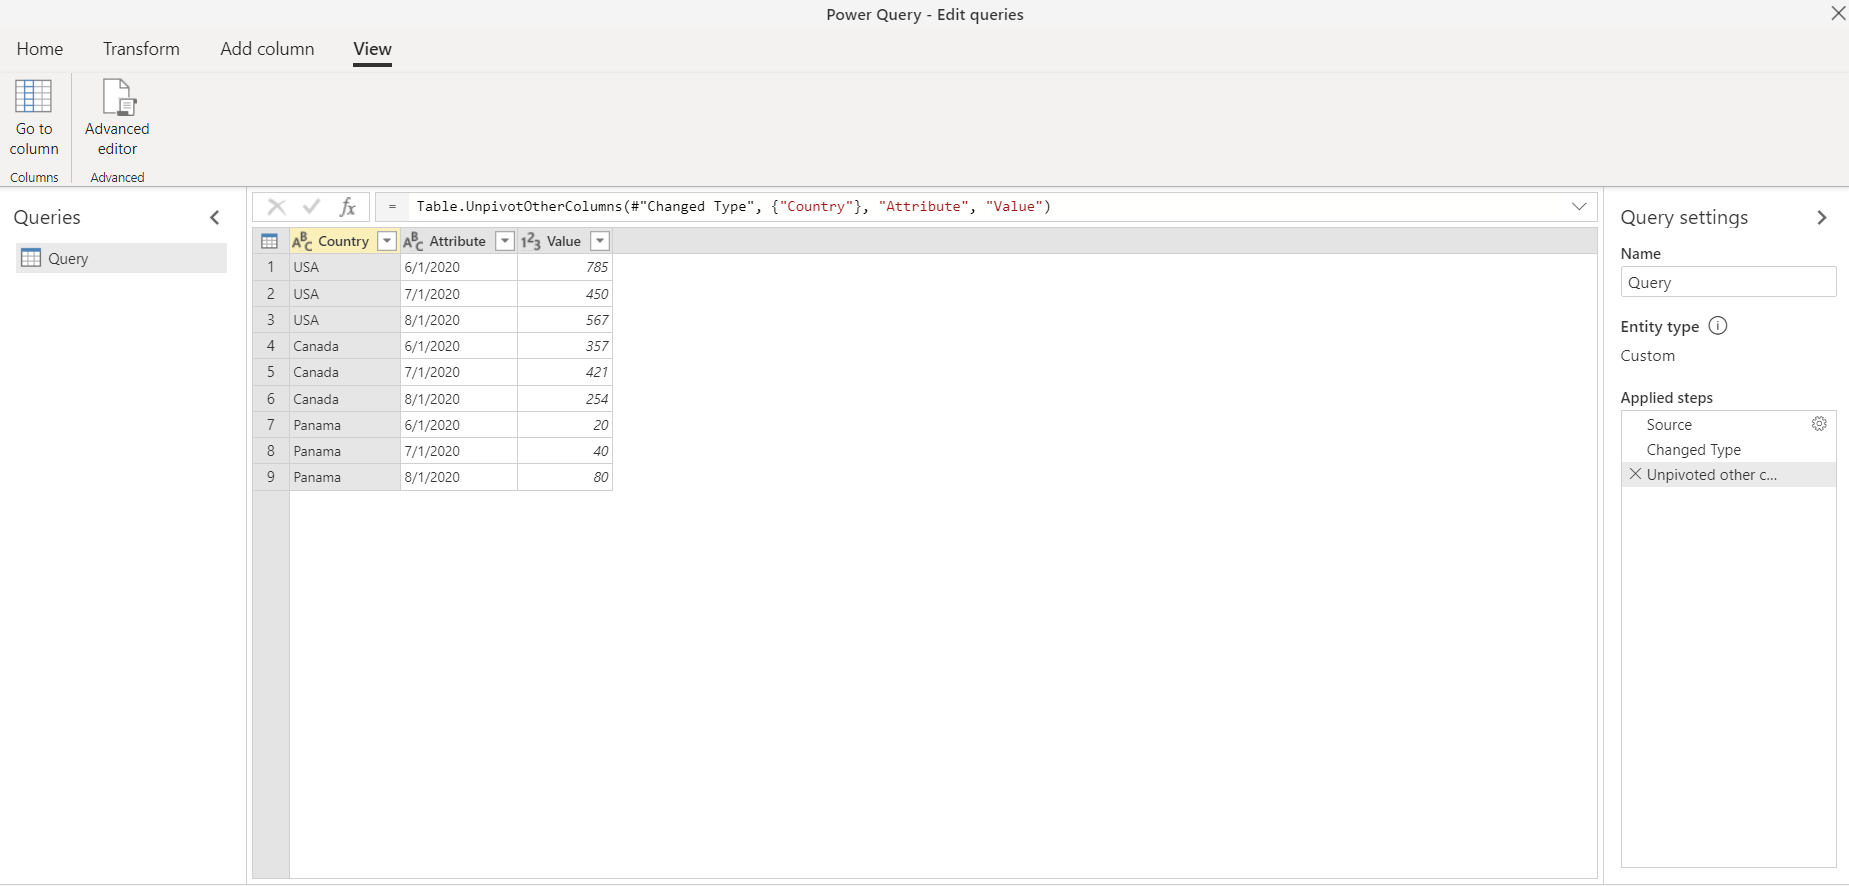 Power Query - Edit queries
Home Transform Add column View
Go to column
Advanced editor
Columns Advanced
Queries
Query
fx = Table.UnpivotOtherColumns(#"Changed Type", {"Country"}, "Attribute", "Value")
ABC Country ABC Attribute 123 Value
1 USA 6/1/2020 785
2 USA 7/1/2020 450
3 USA 8/1/2020 567
4 Canada 6/1/2020 357
5 Canada 7/1/2020 421
6 Canada 8/1/2020 254
7 Panama 6/1/2020 20
8 Panama 7/1/2020 40
9 Panama 8/1/2020 80
Query settings
Name
Query
Entity type
Custom
Applied steps
Source
Changed Type
Unpivoted other c...